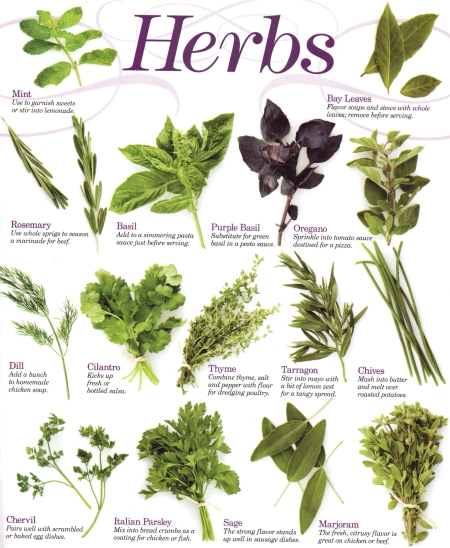 Herbs
Mint
Use to garnish sweets
or stir into lemonade.
Bay Leaves
Flavor soups and stews with whole
leaves; remove before serving.
Rosemary
Use whole sprigs to season
a marinade for beef.
Basil
Add to a simmering pasta
sauce just before serving.
Purple Basil
Substitute for green
basil in a pesto sauce.
Oregano
Sprinkle into tomato sauce
destined for a pizza.
Dill
Add a bunch
to homemade
chicken soup.
Cilantro
Kicks up
fresh or
bottled salsa.
Thyme
Combine thyme, salt
and pepper with flour
for dredging poultry.
Tarragon
Stir into mayo with
a bit of lemon zest
for a tangy spread.
Chives
Mash into butter
and melt over
roasted potatoes.
Chervil
Pairs well with scrambled
or baked egg dishes.
Italian Parsley
Mix into bread crumbs as a
coating for chicken or fish.
Sage
The strong flavor stands
up well in sausage dishes.
Marjoram
The fresh, citrusy flavor is
great on chicken or beef.